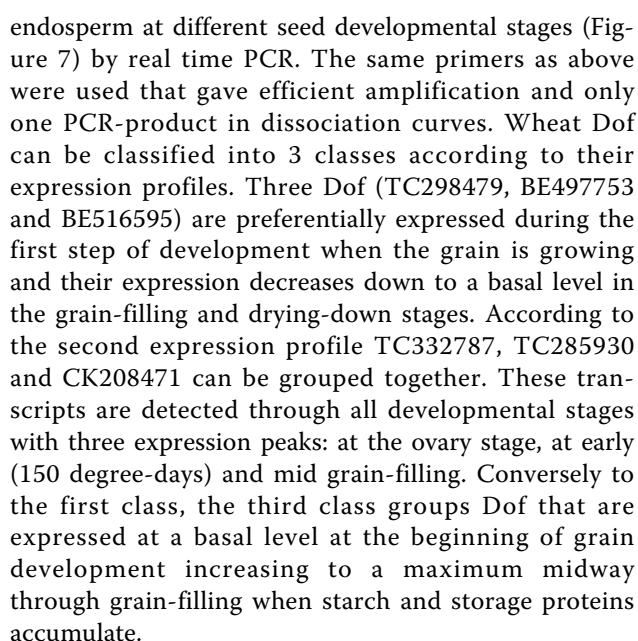 endosperm at different seed developmental stages (Fig-
ure 7) by real time PCR. The same primers as above
were used that gave efficient amplification and only
one PCR-product in dissociation curves. Wheat Dof
can be classified into 3 classes according to their
expression profiles. Three Dof (TC298479, BE497753
and BE516595) are preferentially expressed during the
first step of development when the grain is growing
and their expression decreases down to a basal level in
the grain-filling and drying-down stages. According to
the second expression profile TC332787, TC285930
and CK208471 can be grouped together. These tran-
scripts are detected through all developmental stages
with three expression peaks: at the ovary stage, at early
(150 degree-days) and mid grain-filling. Conversely to
the first class, the third class groups Dof that are
expressed at a basal level at the beginning of grain
development increasing to a maximum midway
through grain-filling when starch and storage proteins
accumulate.